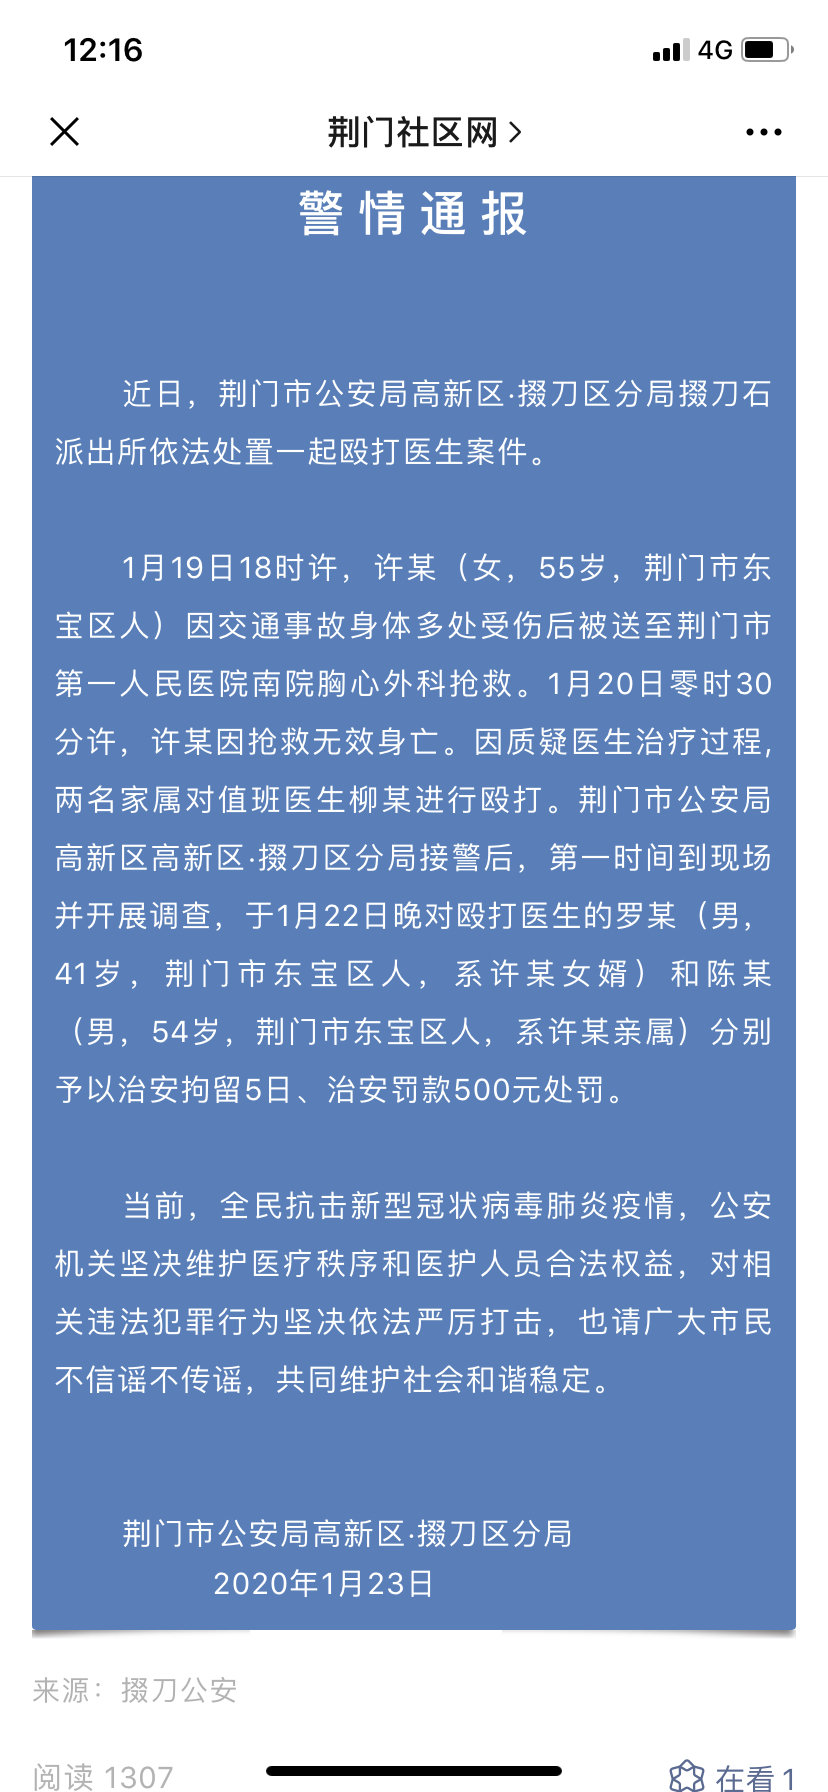 12:16
4G
荆门社区网
警情通报
近日，荆门市公安局高新区·掇刀区分局掇刀石
派出所依法处置一起殴打医生案件。
1月19日18时许，许某（女，55岁，荆门市东
宝区人）因交通事故身体多处受伤后被送至荆门市
第一人民医院南院胸心外科抢救。1月20日零时30
分许，许某因抢救无效身亡。因质疑医生治疗过程,
两名家属对值班医生柳某进行殴打。荆门市公安局
高新区高新区·掇刀区分局接警后，第一时间到现场
并开展调查，于1月22日晚对殴打医生的罗某（男，
41岁，荆门市东宝区人，系许某女婿）和陈某
（男，54岁，荆门市东宝区人，系许某亲属）分别
予以治安拘留5日、治安罚款500元处罚。
当前，全民抗击新型冠状病毒肺炎疫情，公安
机关坚决维护医疗秩序和医护人员合法权益，对相
关违法犯罪行为坚决依法严厉打击，也请广大市民
不信谣不传谣，共同维护社会和谐稳定。
荆门市公安局高新区·掇刀区分局
2020年1月23日
来源：掇刀公安
阅读 1307
在看 1